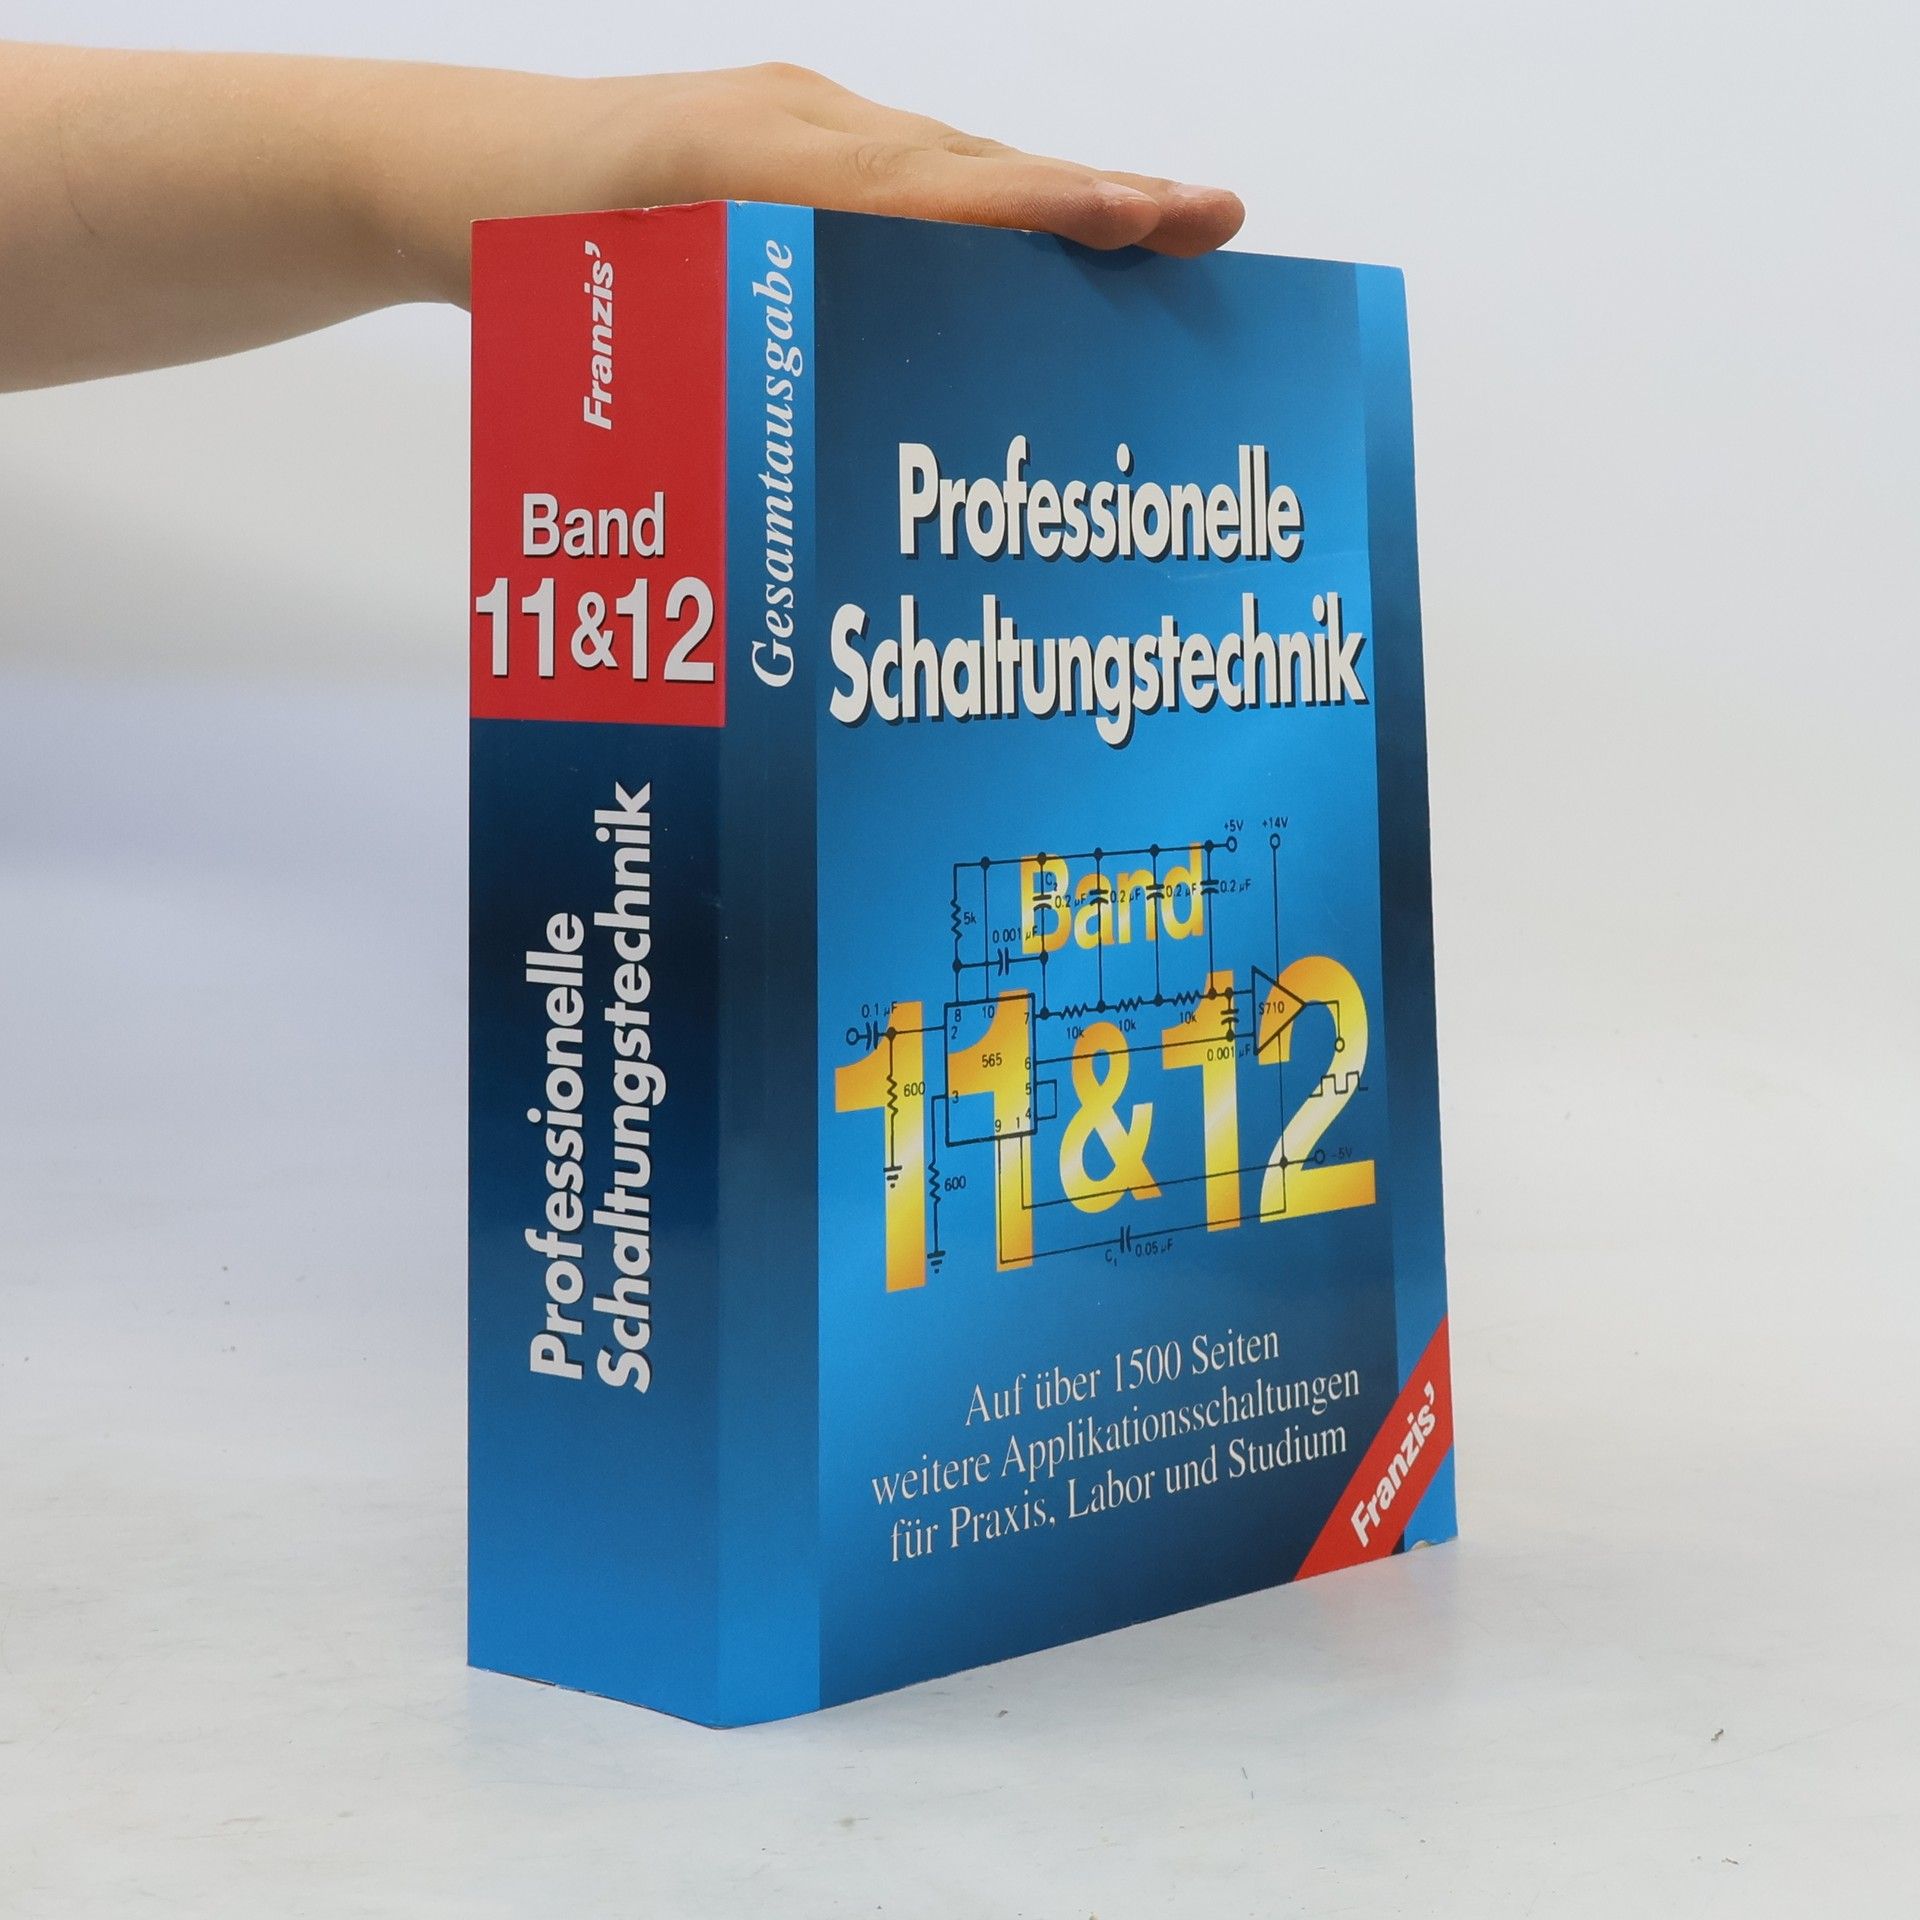 Franzis'
Band
11&12
Professionelle
Schaltungstechnik
Gesamtausgabe
Professionelle
Schaltungstechnik
+5V
+14V
Band
11&12
5k
C2
0.2 µF
0.2 µF
0.2 µF
0.2 µF
0.001 µF
0.1 µF
8
10
7
2
565
6
5
3
4
9
1
10k
10k
10k
S710
0.001 µF
600
600
-5V
C1
0.05 µF
Auf über 1500 Seiten
weitere Applikationsschaltungen
für Praxis, Labor und Studium
Franzis'